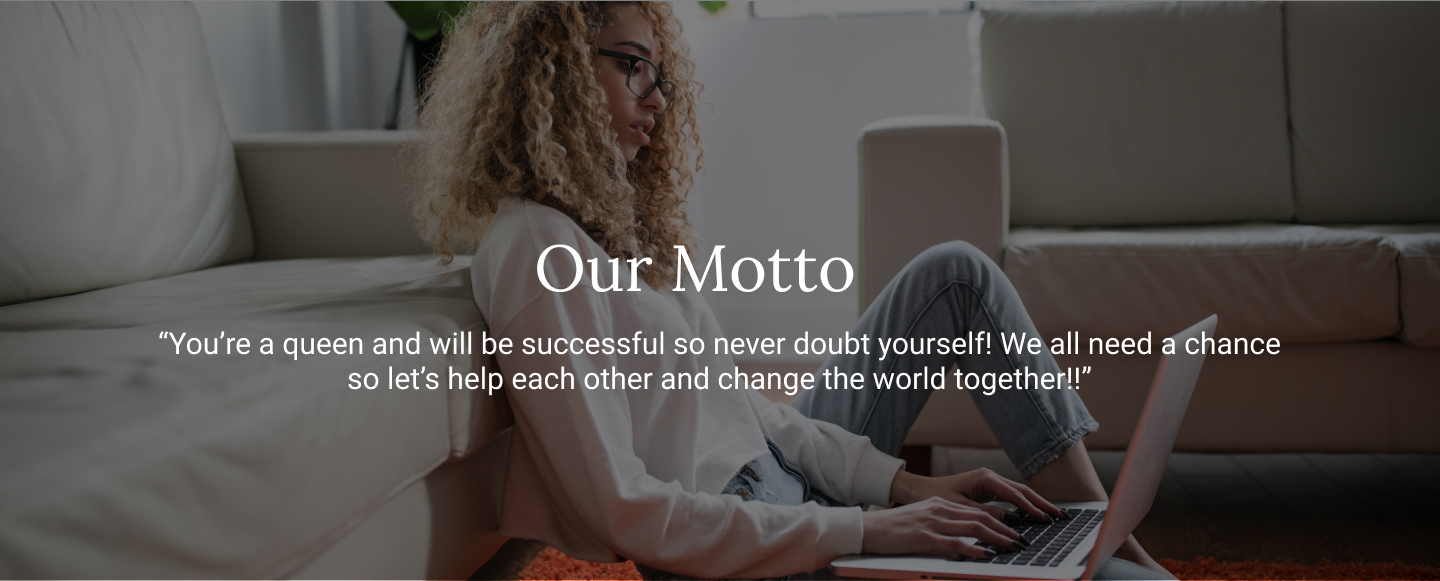 Our Motto
“You’re a queen and will be successful so never doubt yourself! We all need a chance
so let’s help each other and change the world together!!”